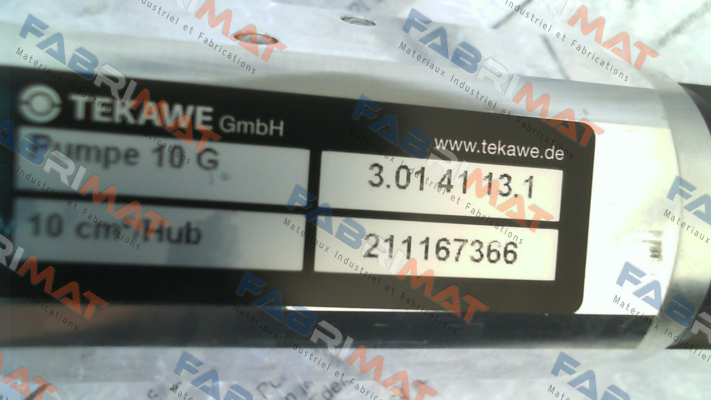 TEKAWE GmbH
www.tekawe.de
Pumpe 10 G
3.01.4113.1
10 cm³/Hub
211167366
FABRIMAT
Materiaux Industriel et Fabrications